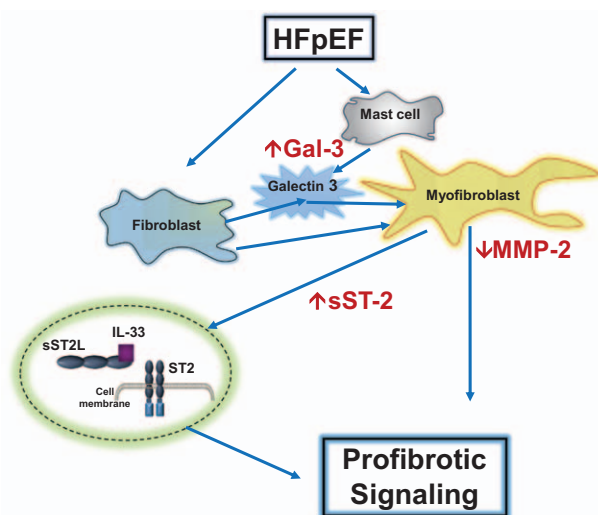 HFpEF
Mast cell
↑Gal-3
Galectin 3
Myofibroblast
Fibroblast
↓MMP-2
↑sST-2
IL-33
sST2L
ST2
Cell
membrane
Profibrotic
Signaling